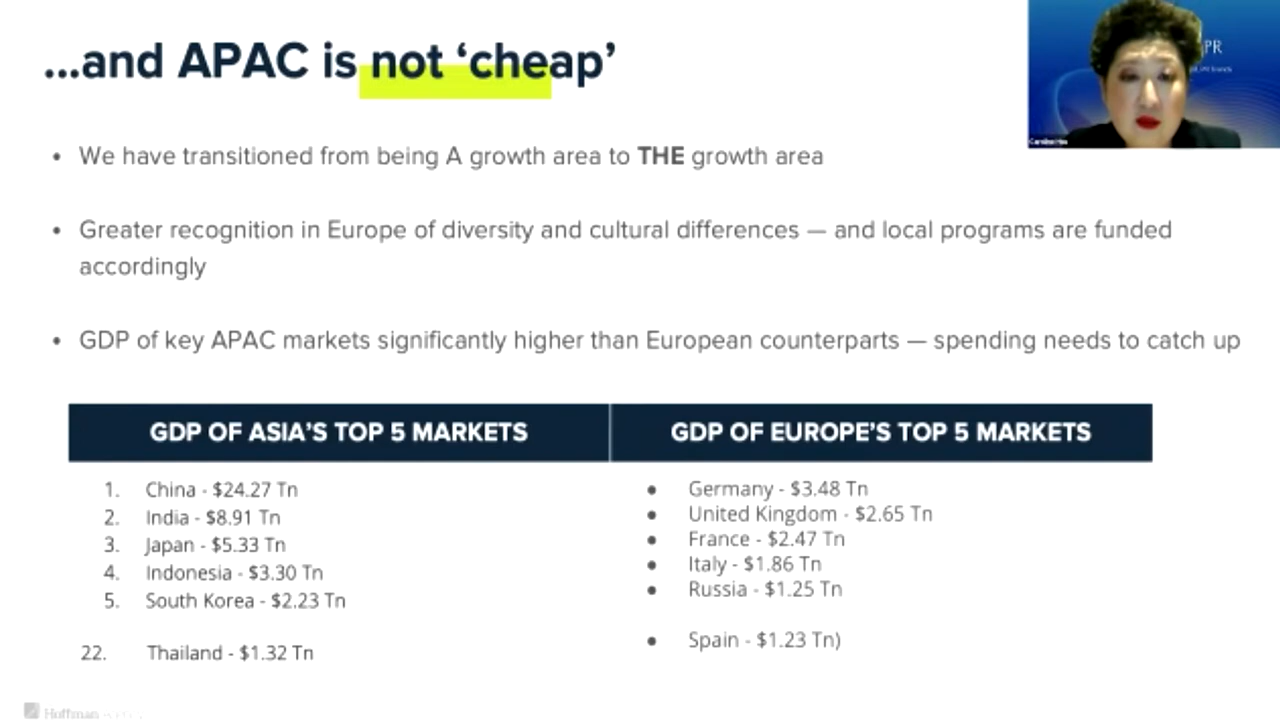 ...and APAC is not ‘cheap’
PR
• We have transitioned from being A growth area to THE growth area
• Greater recognition in Europe of diversity and cultural differences — and local programs are funded
accordingly
• GDP of key APAC markets significantly higher than European counterparts — spending needs to catch up
GDP OF ASIA’S TOP 5 MARKETS
1. China - $24.27 Tn
2. India - $8.91 Tn
3. Japan - $5.33 Tn
4. Indonesia - $3.30 Tn
5. South Korea - $2.23 Tn
22. Thailand - $1.32 Tn
GDP OF EUROPE’S TOP 5 MARKETS
• Germany - $3.48 Tn
• United Kingdom - $2.65 Tn
• France - $2.47 Tn
• Italy - $1.86 Tn
• Russia - $1.25 Tn
• Spain - $1.23 Tn)
Hoffman